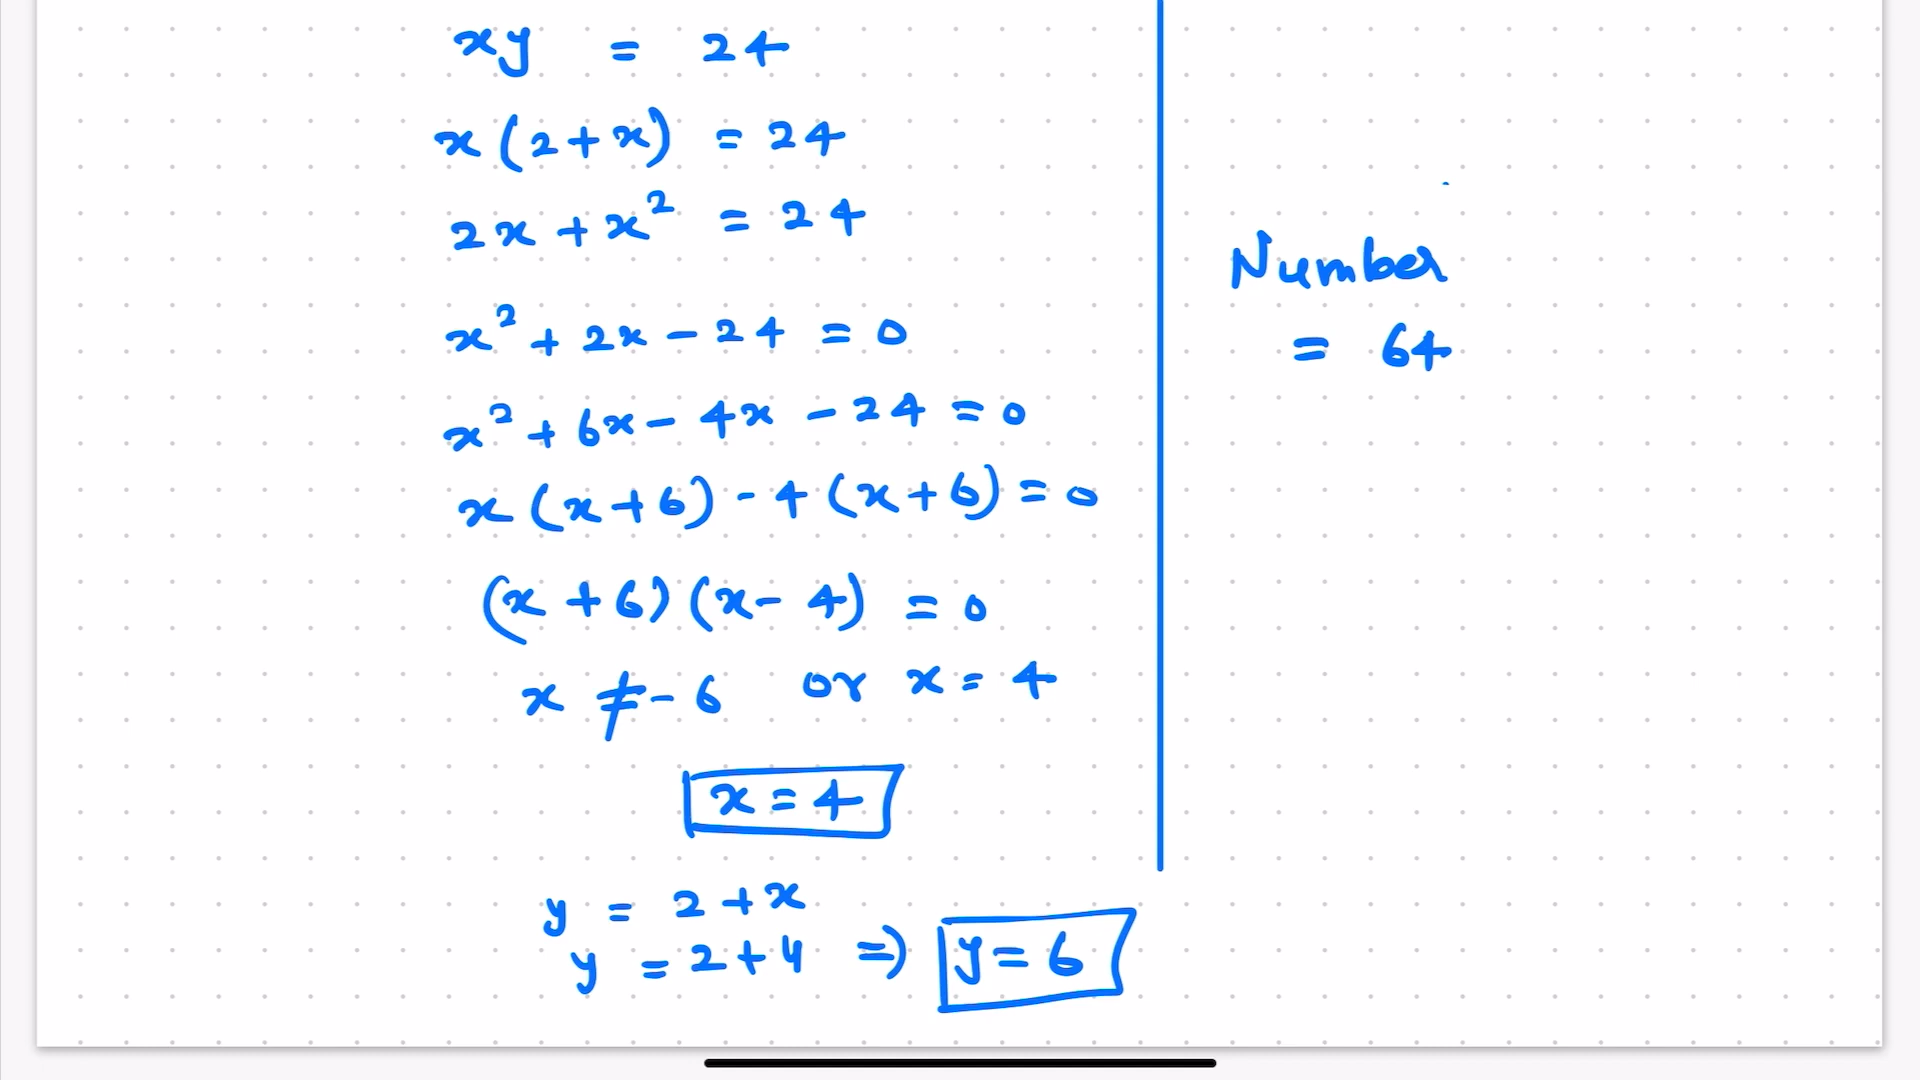 xy = 24
x(2+x) = 24
2x + x² = 24
x² + 2x - 24 = 0
x² + 6x - 4x - 24 = 0
x(x+6) - 4(x+6) = 0
(x+6)(x-4) = 0
x ≠ -6 or x = 4
x = 4
y = 2+x
y = 2+4 => y = 6
Number
= 64